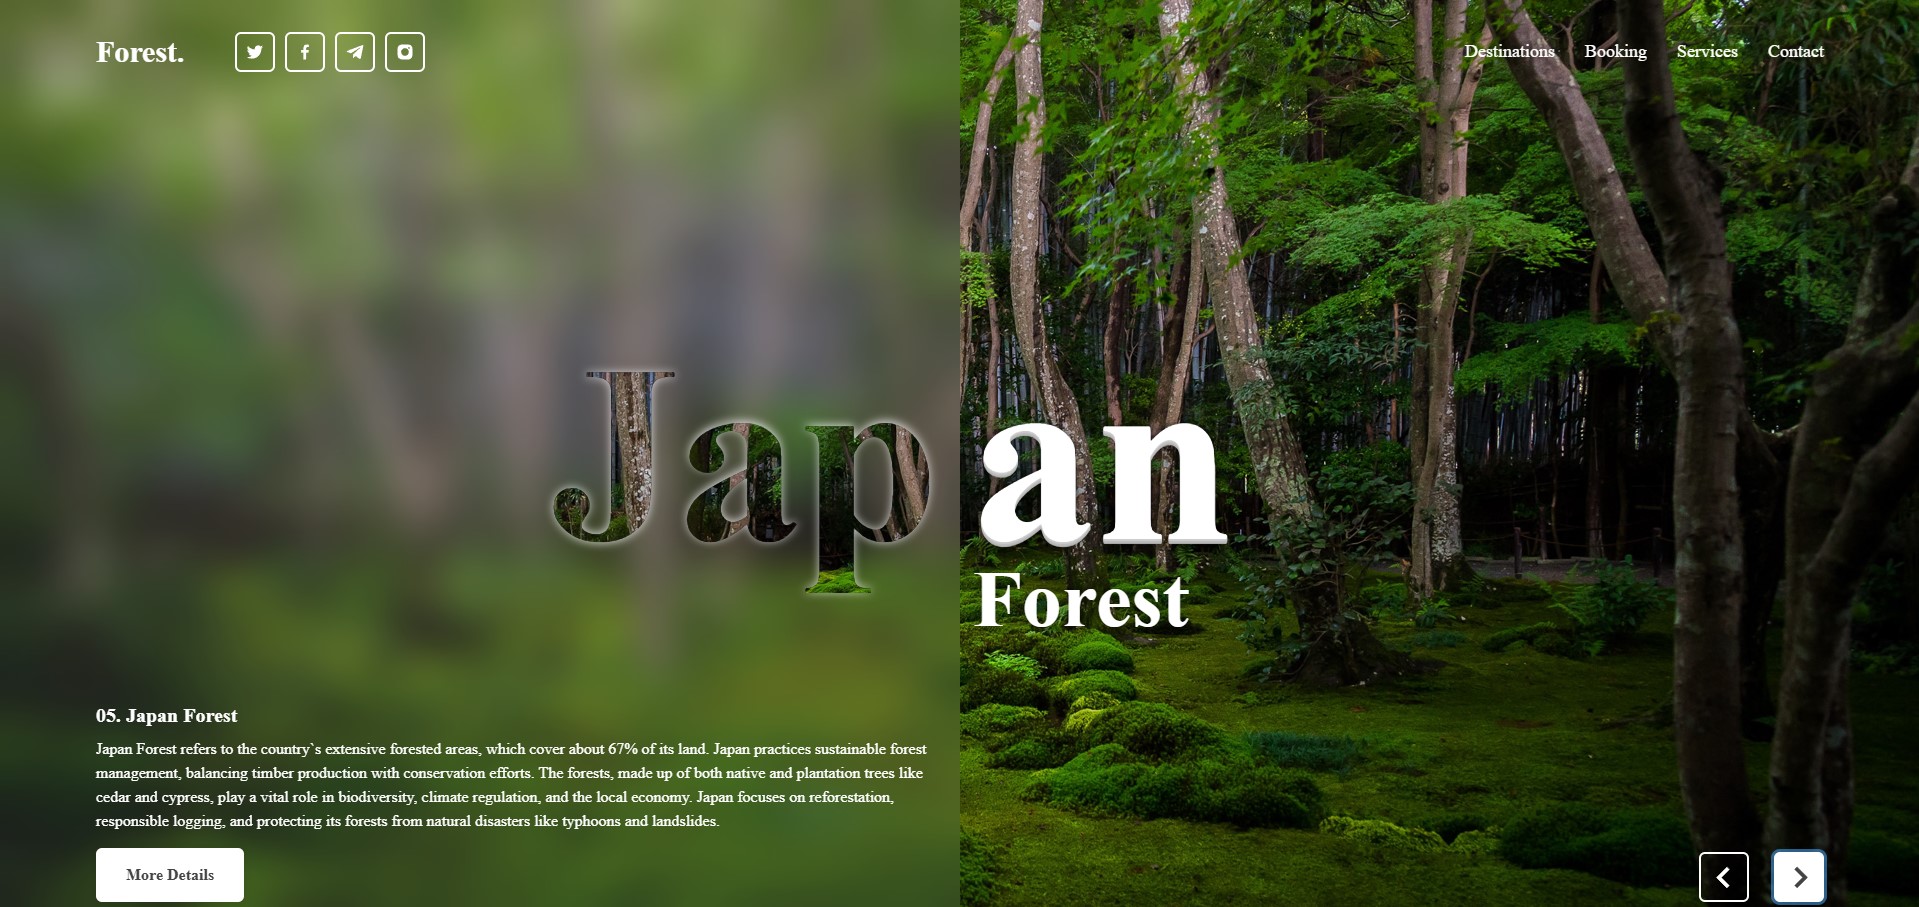 Forest.
Destinations Booking Services Contact
Japan
Forest
05. Japan Forest
Japan Forest refers to the country`s extensive forested areas, which cover about 67% of its land. Japan practices sustainable forest
management, balancing timber production with conservation efforts. The forests, made up of both native and plantation trees like
cedar and cypress, play a vital role in biodiversity, climate regulation, and the local economy. Japan focuses on reforestation,
responsible logging, and protecting its forests from natural disasters like typhoons and landslides.
More Details